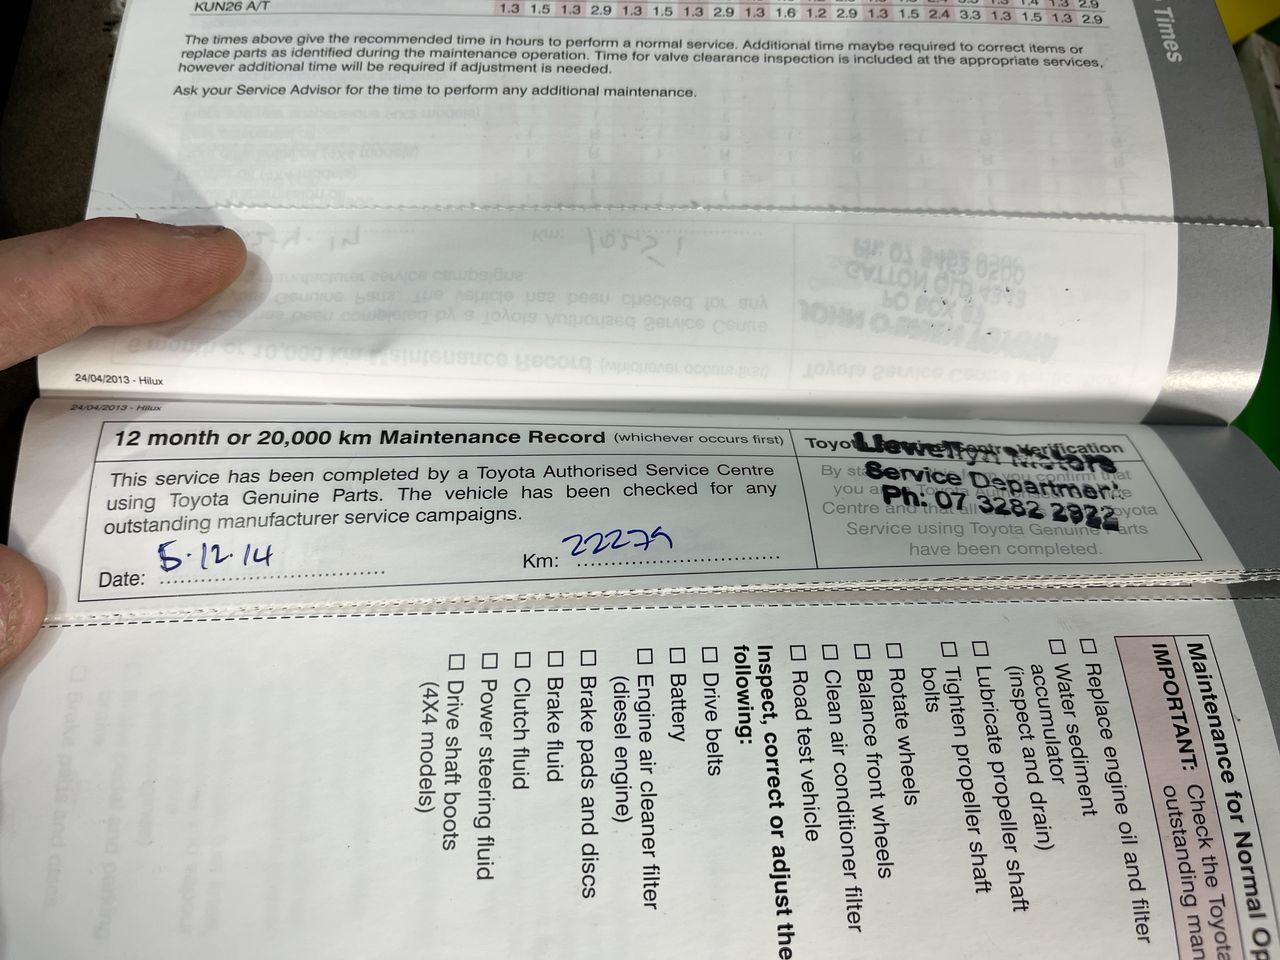 KUN26 A/T 1.3 1.5 1.3 2.9 1.3 1.5 1.3 2.9 1.3 1.6 1.2 2.9 1.3 1.5 2.4 3.3 1.3 1.5 1.3 2.9
Times
The times above give the recommended time in hours to perform a normal service. Additional time maybe required to correct items or
replace parts as identified during the maintenance operation. Time for valve clearance inspection is included at the appropriate services,
however additional time will be required if adjustment is needed.
Ask your Service Advisor for the time to perform any additional maintenance.
24/04/2013 - Hilux
24/04/2013 - Hilux
12 month or 20,000 km Maintenance Record (whichever occurs first)
This service has been completed by a Toyota Authorised Service Centre
using Toyota Genuine Parts. The vehicle has been checked for any
outstanding manufacturer service campaigns.
Date: 5.12.14
Km: 22279
Verification
Llewellyn Motors
Service Department
Ph: 07 3282 2922
Service using Toyota Genuine Parts
have been completed.
Maintenance for Normal Op
IMPORTANT: Check the Toyota
outstanding man
☐ Replace engine oil and filter
☐ Water sediment
accumulator
(inspect and drain)
☐ Lubricate propeller shaft
☐ Tighten propeller shaft
bolts
☐ Rotate wheels
☐ Balance front wheels
☐ Clean air conditioner filter
☐ Road test vehicle
Inspect, correct or adjust the
following:
☐ Drive belts
☐ Battery
☐ Engine air cleaner filter
(diesel engine)
☐ Brake pads and discs
☐ Brake fluid
☐ Clutch fluid
☐ Power steering fluid
☐ Drive shaft boots
(4X4 models)